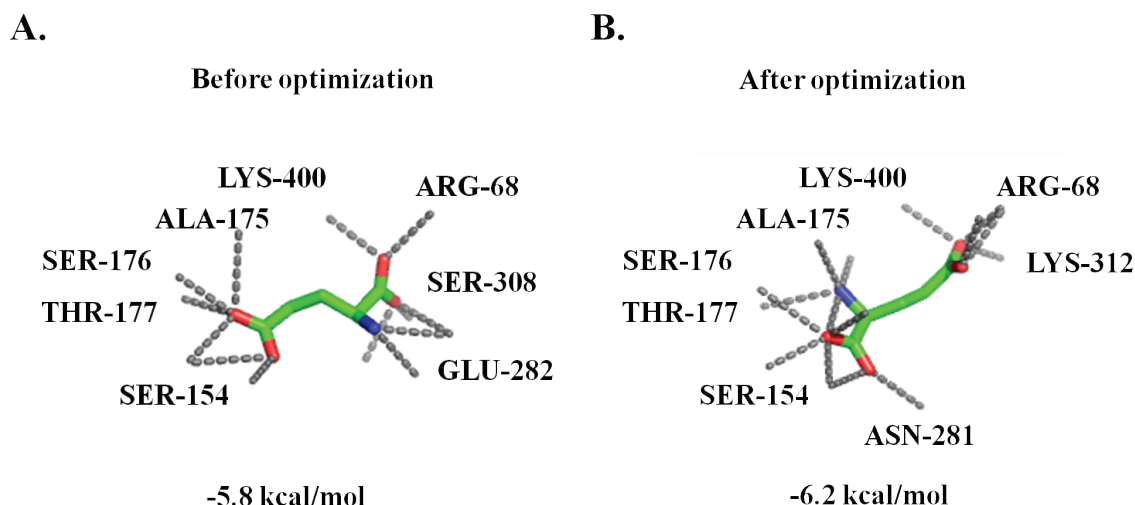 A.
Before optimization
LYS-400
ARG-68
ALA-175
SER-176
SER-308
THR-177
GLU-282
SER-154
-5.8 kcal/mol
B.
After optimization
LYS-400
ARG-68
ALA-175
SER-176
LYS-312
THR-177
SER-154
ASN-281
-6.2 kcal/mol